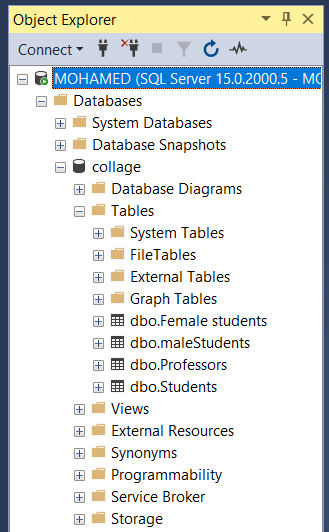 Object Explorer
Connect
MOHAMED (SQL Server 15.0.2000.5 - MO
Databases
System Databases
Database Snapshots
collage
Database Diagrams
Tables
System Tables
FileTables
External Tables
Graph Tables
dbo.Female students
dbo.maleStudents
dbo.Professors
dbo.Students
Views
External Resources
Synonyms
Programmability
Service Broker
Storage